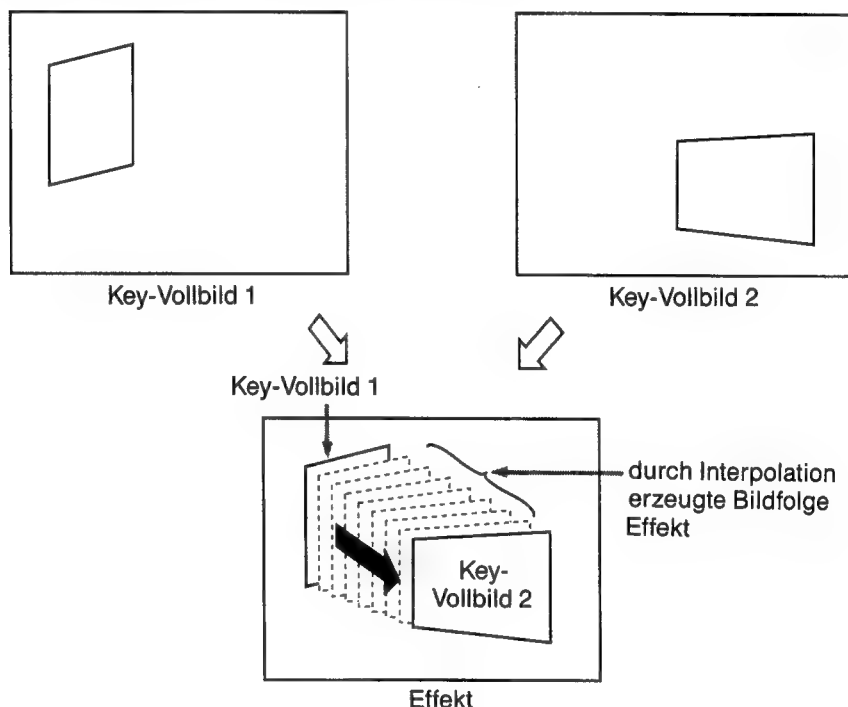 Key-Vollbild 1
Key-Vollbild 2
Key-Vollbild 1
durch Interpolation
erzeugte Bildfolge
Effekt
Key-
Vollbild 2
Effekt